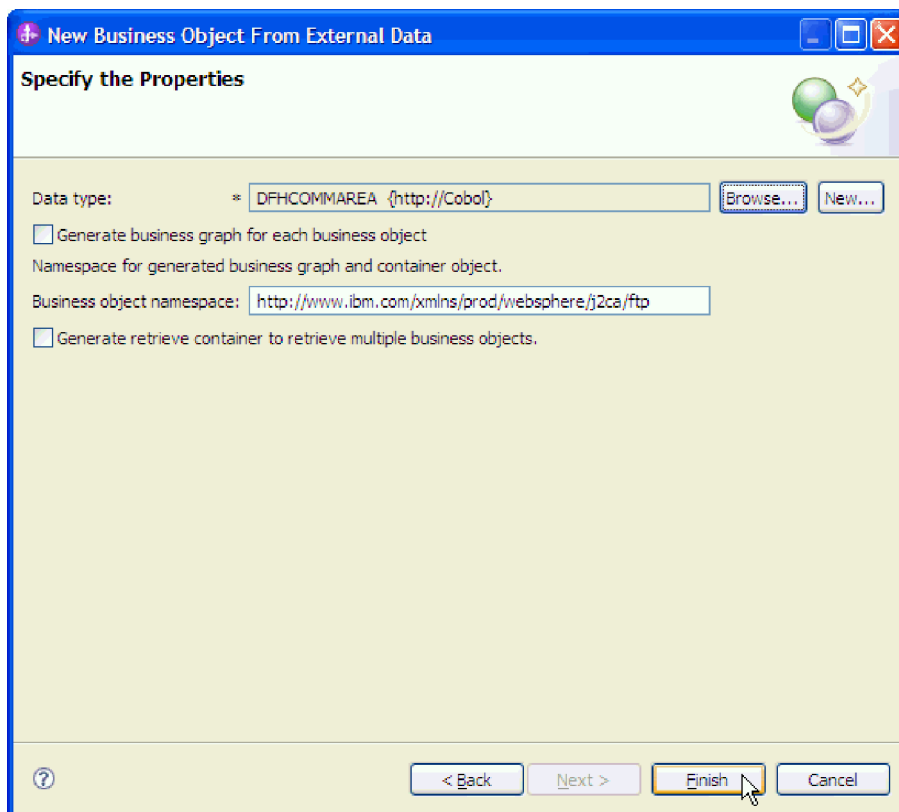 New Business Object From External Data
Specify the Properties
Data type: * DFHCOMMAREA {http://Cobol} Browse... New...
Generate business graph for each business object
Namespace for generated business graph and container object.
Business object namespace: http://www.ibm.com/xmlns/prod/websphere/j2ca/ftp
Generate retrieve container to retrieve multiple business objects.
? < Back Next > Finish Cancel